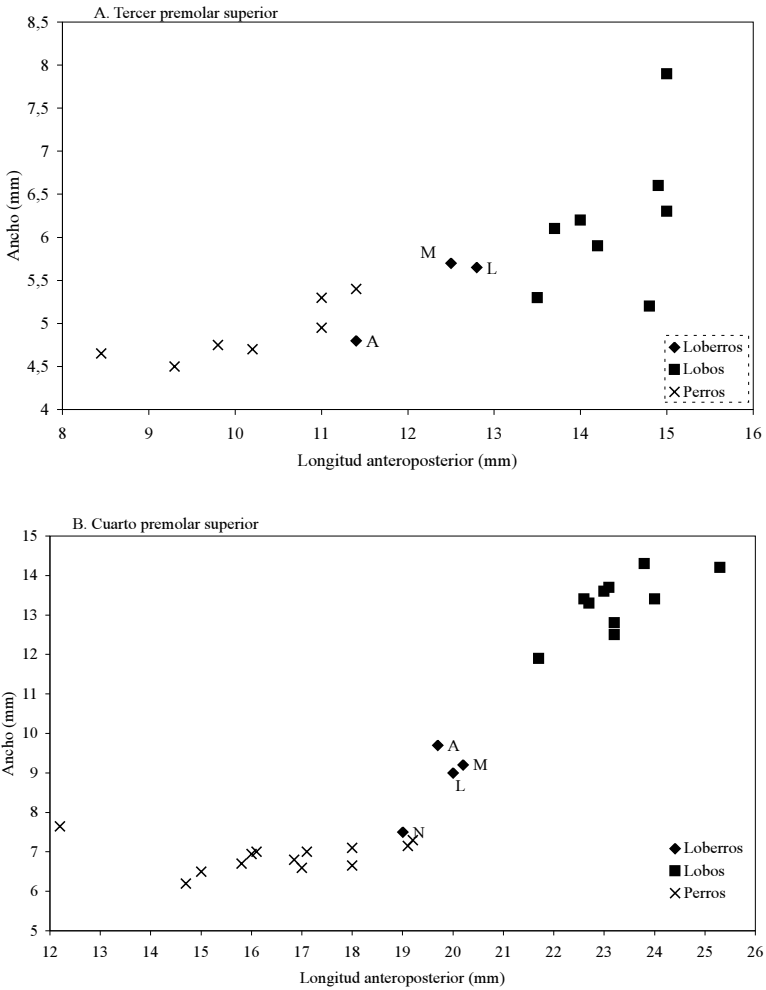 A. Tercer premolar superior
8,5
8
7,5
7
6,5
6
5,5
5
4,5
4
Ancho (mm)
M
L
A
Loberros
Lobos
Perros
8 9 10 11 12 13 14 15 16
Longitud anteroposterior (mm)
B. Cuarto premolar superior
15
14
13
12
11
10
9
8
7
6
5
Ancho (mm)
A
M
L
N
Loberros
Lobos
Perros
12 13 14 15 16 17 18 19 20 21 22 23 24 25 26
Longitud anteroposterior (mm)